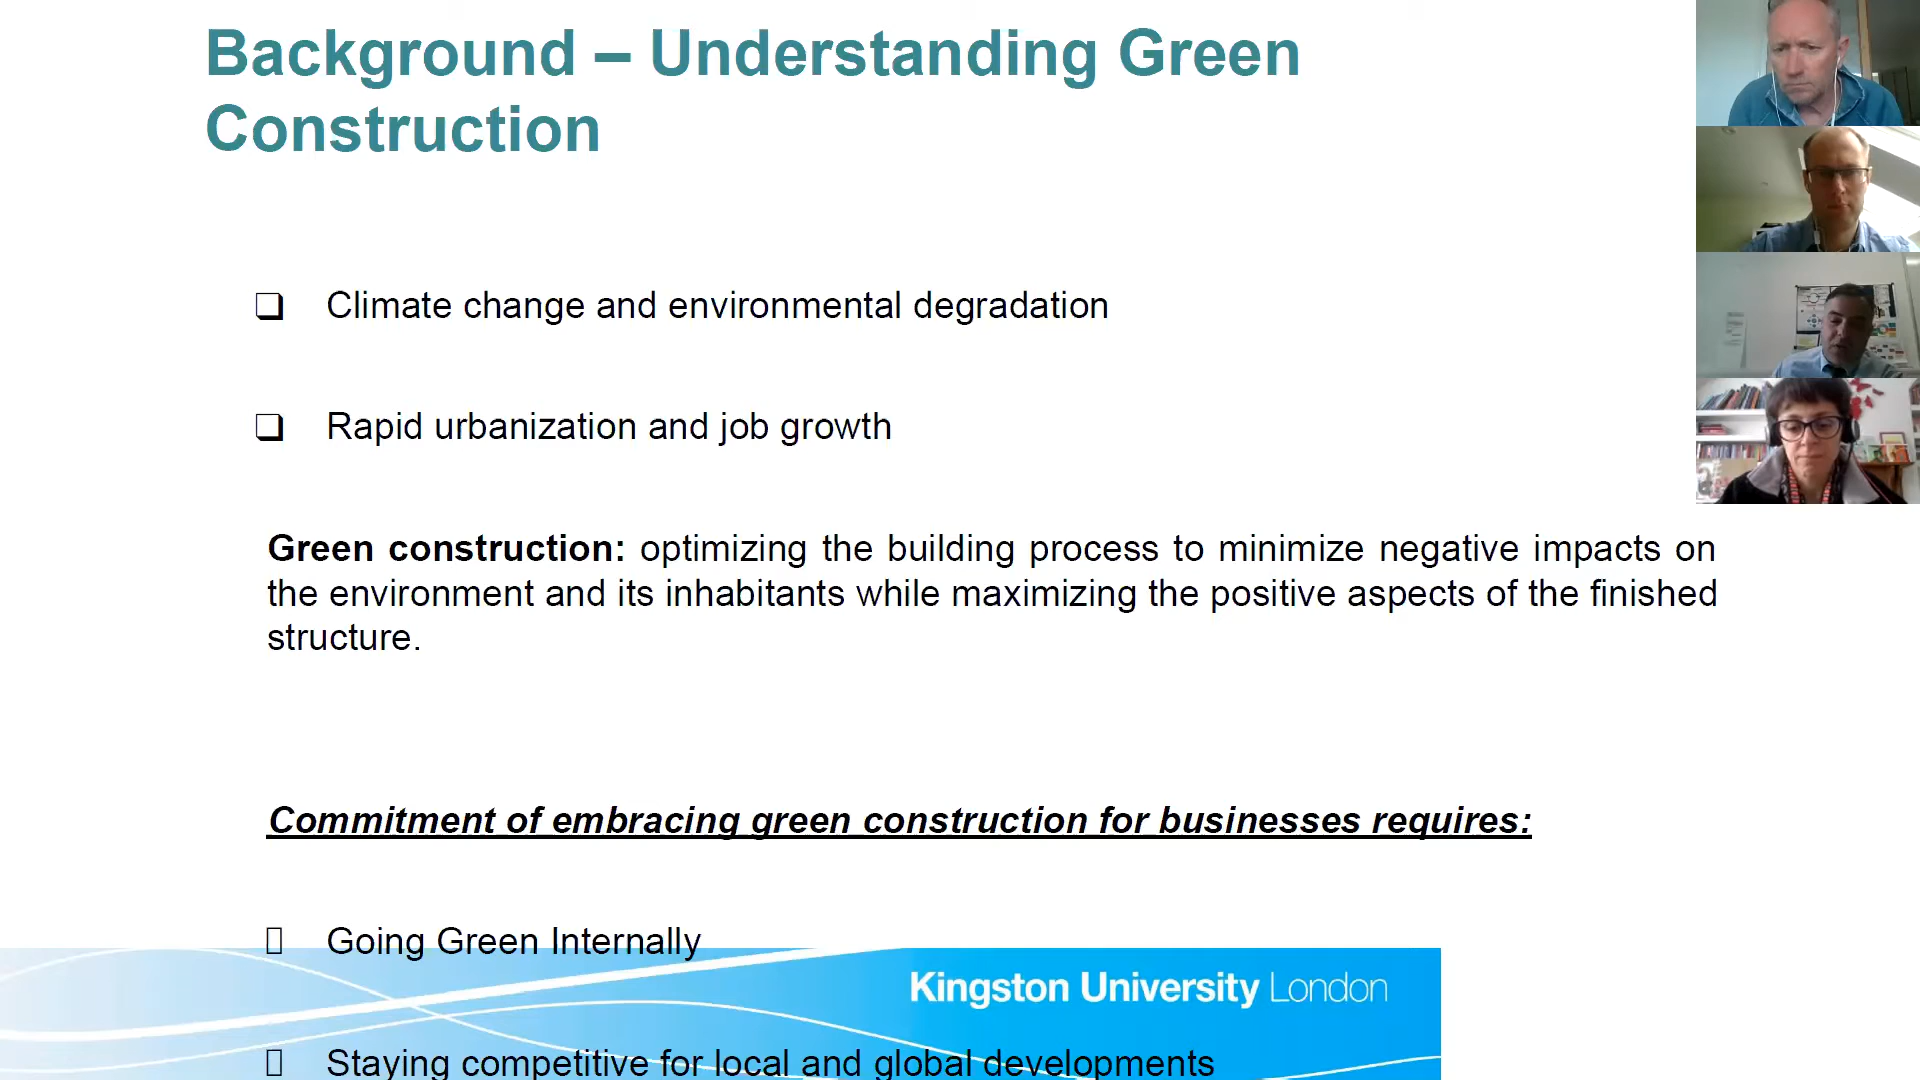 Background – Understanding Green
Construction
❑ Climate change and environmental degradation
❑ Rapid urbanization and job growth
Green construction: optimizing the building process to minimize negative impacts on
the environment and its inhabitants while maximizing the positive aspects of the finished
structure.
Commitment of embracing green construction for businesses requires:
Going Green Internally
Kingston University London
Staying competitive for local and global developments